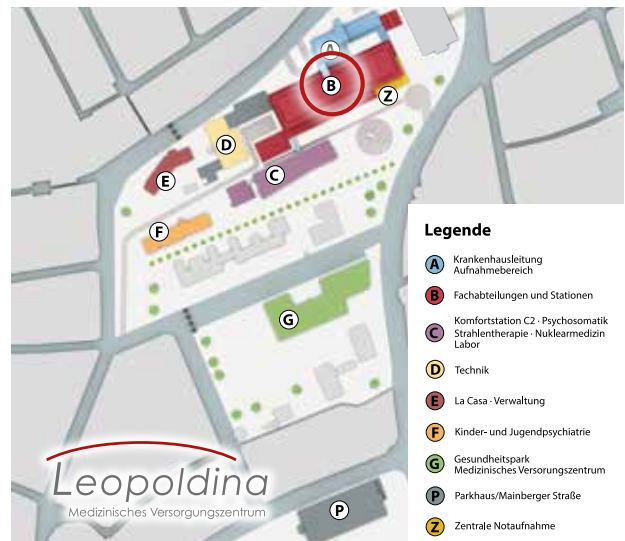 A
B
Z
D
C
E
F
G
P
Legende
A Krankenhausleitung
Aufnahmebereich
B Fachabteilungen und Stationen
C Komfortstation C2 · Psychosomatik
Strahlentherapie · Nuklearmedizin
Labor
D Technik
E La Casa · Verwaltung
F Kinder- und Jugendpsychiatrie
G Gesundheitspark
Medizinisches Versorungszentrum
P Parkhaus/Mainberger Straße
Z Zentrale Notaufnahme
Leopoldina
Medizinisches Versorgungszentrum